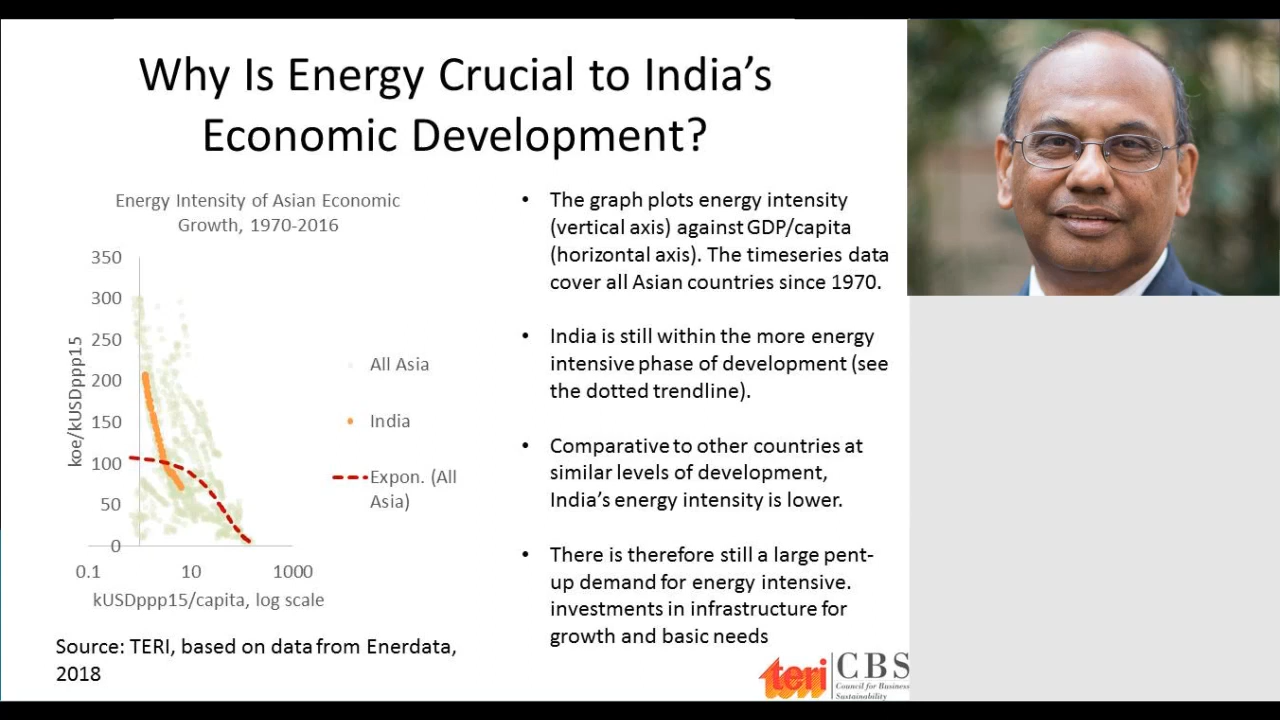 Why Is Energy Crucial to India's
Economic Development?
Energy Intensity of Asian Economic
Growth, 1970-2016
350
300
250
200
150
100
50
0
koe/kUSDppp15
0.1
10
1000
kUSDppp15/capita, log scale
All Asia
India
Expon. (All
Asia)
Source: TERI, based on data from Enerdata,
2018
• The graph plots energy intensity
(vertical axis) against GDP/capita
(horizontal axis). The timeseries data
cover all Asian countries since 1970.
• India is still within the more energy
intensive phase of development (see
the dotted trendline).
• Comparative to other countries at
similar levels of development,
India's energy intensity is lower.
• There is therefore still a large pent-
up demand for energy intensive.
investments in infrastructure for
growth and basic needs
teri
CBS
Council for Business
Sustainability